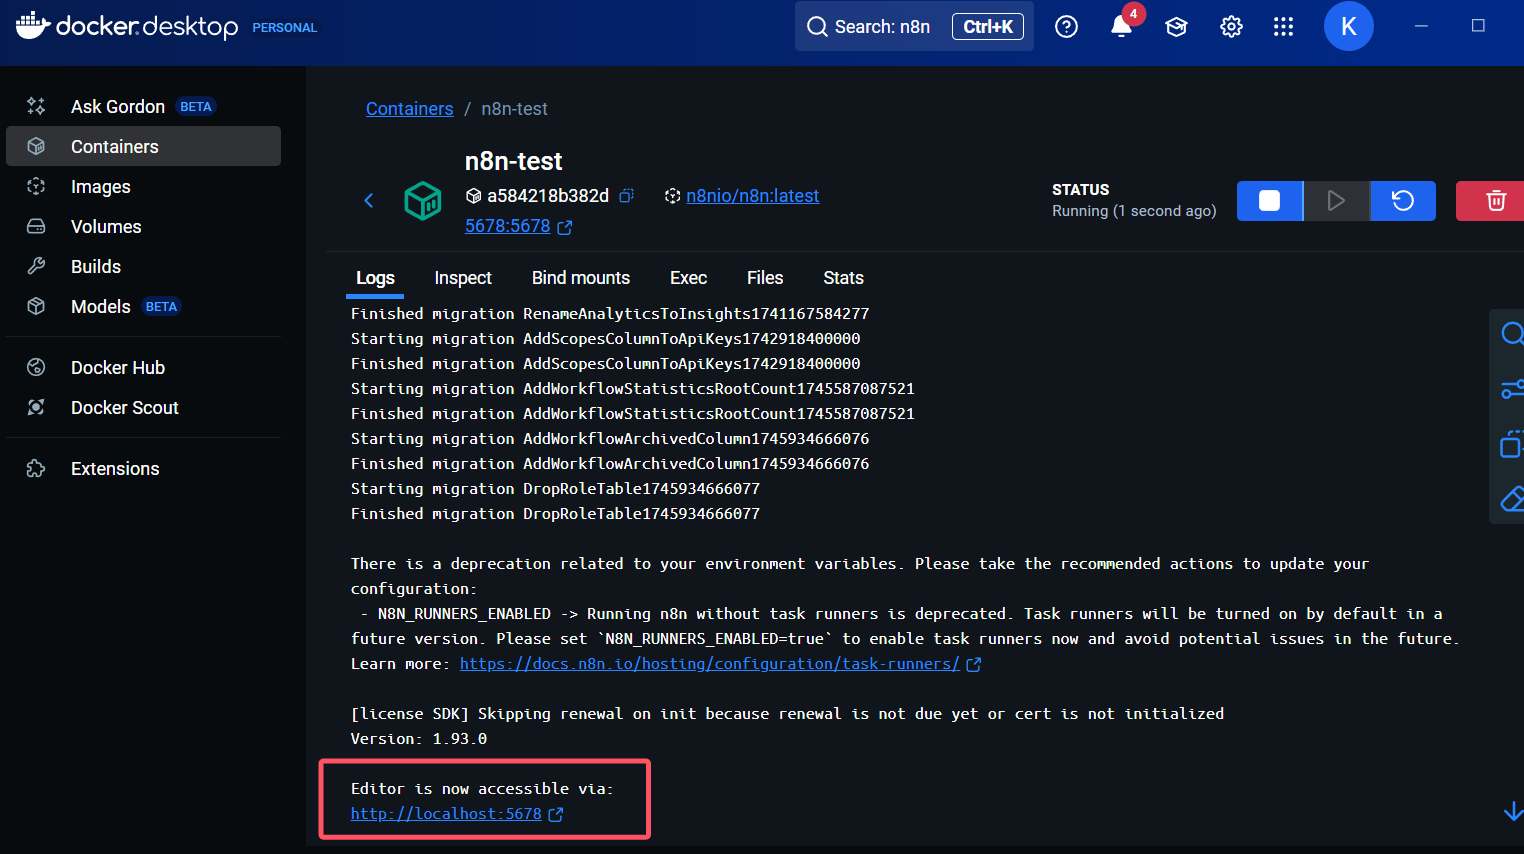 docker.desktop PERSONAL
Search: n8n Ctrl+K
4
K
Ask Gordon BETA
Containers
Images
Volumes
Builds
Models BETA
Docker Hub
Docker Scout
Extensions
Containers / n8n-test
n8n-test
a584218b382d n8nio/n8n:latest
5678:5678
STATUS
Running (1 second ago)
Logs Inspect Bind mounts Exec Files Stats
Finished migration RenameAnalyticsToInsights1741167584277
Starting migration AddScopesColumnToApiKeys1742918400000
Finished migration AddScopesColumnToApiKeys1742918400000
Starting migration AddWorkflowStatisticsRootCount1745587087521
Finished migration AddWorkflowStatisticsRootCount1745587087521
Starting migration AddWorkflowArchivedColumn1745934666076
Finished migration AddWorkflowArchivedColumn1745934666076
Starting migration DropRoleTable1745934666077
Finished migration DropRoleTable1745934666077
There is a deprecation related to your environment variables. Please take the recommended actions to update your
configuration:
- N8N_RUNNERS_ENABLED -> Running n8n without task runners is deprecated. Task runners will be turned on by default in a
future version. Please set `N8N_RUNNERS_ENABLED=true` to enable task runners now and avoid potential issues in the future.
Learn more: https://docs.n8n.io/hosting/configuration/task-runners/
[license SDK] Skipping renewal on init because renewal is not due yet or cert is not initialized
Version: 1.93.0
Editor is now accessible via:
http://localhost:5678